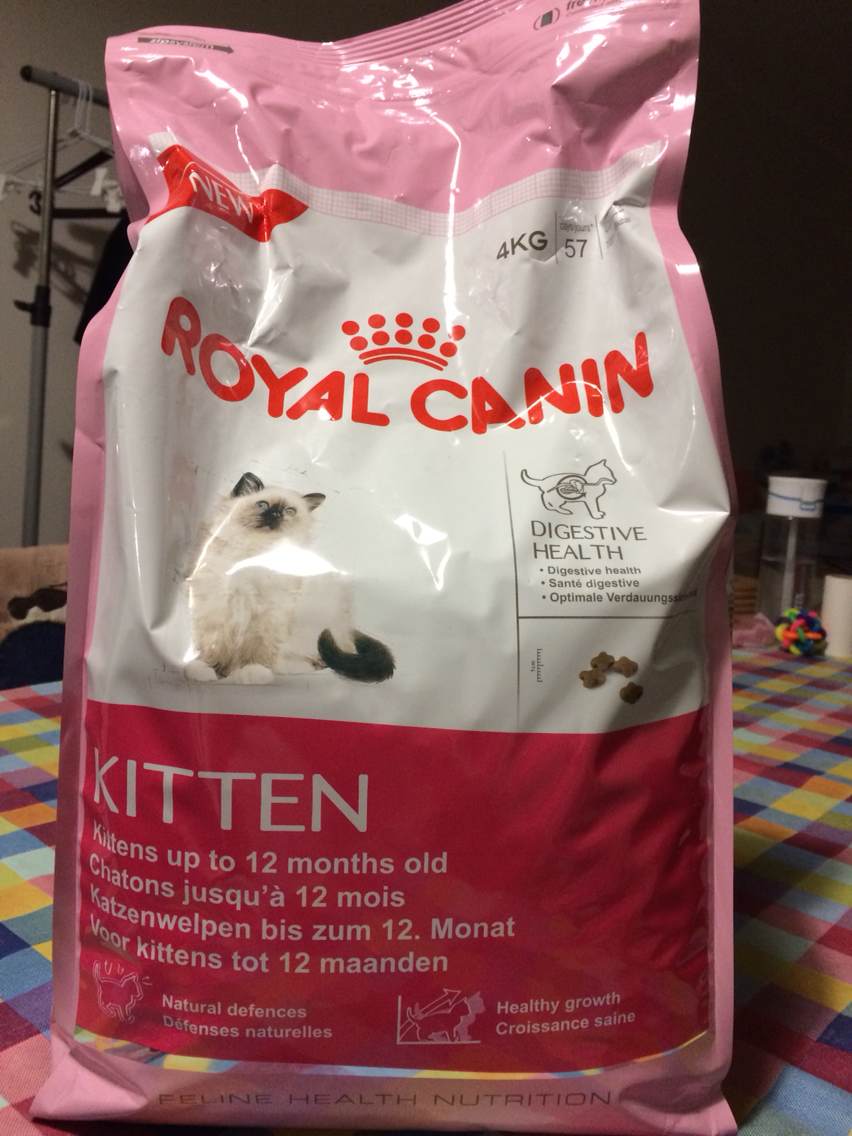 NEW
4KG
57
ROYAL CANIN
DIGESTIVE
HEALTH
• Digestive health
• Santé digestive
• Optimale
KITTEN
Kittens up to 12 months old
Chatons jusqu'à 12 mois
Katzenwelpen bis zum 12. Monat
Voor kittens tot 12 maanden
Natural defences
Défenses naturelles
Healthy growth
Croissance saine
FELINE HEALTH NUTRITION